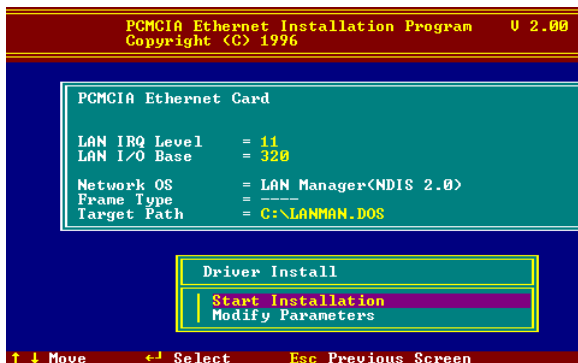 PCMCIA Ethernet Installation Program V 2.00
Copyright (C) 1996
PCMCIA Ethernet Card
LAN IRQ Level = 11
LAN I/O Base = 320
Network OS = LAN Manager(NDIS 2.0)
Frame Type = ----
Target Path = C:\LANMAN.DOS
Driver Install
Start Installation
Modify Parameters
↑ ↓ Move ↵ Select Esc Previous Screen